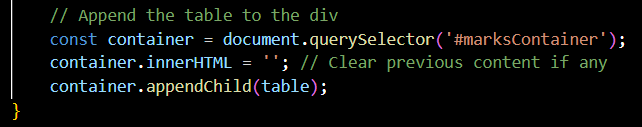 // Append the table to the div
const container = document.querySelector('#marksContainer');
container.innerHTML = ''; // Clear previous content if any
container.appendChild(table);
}